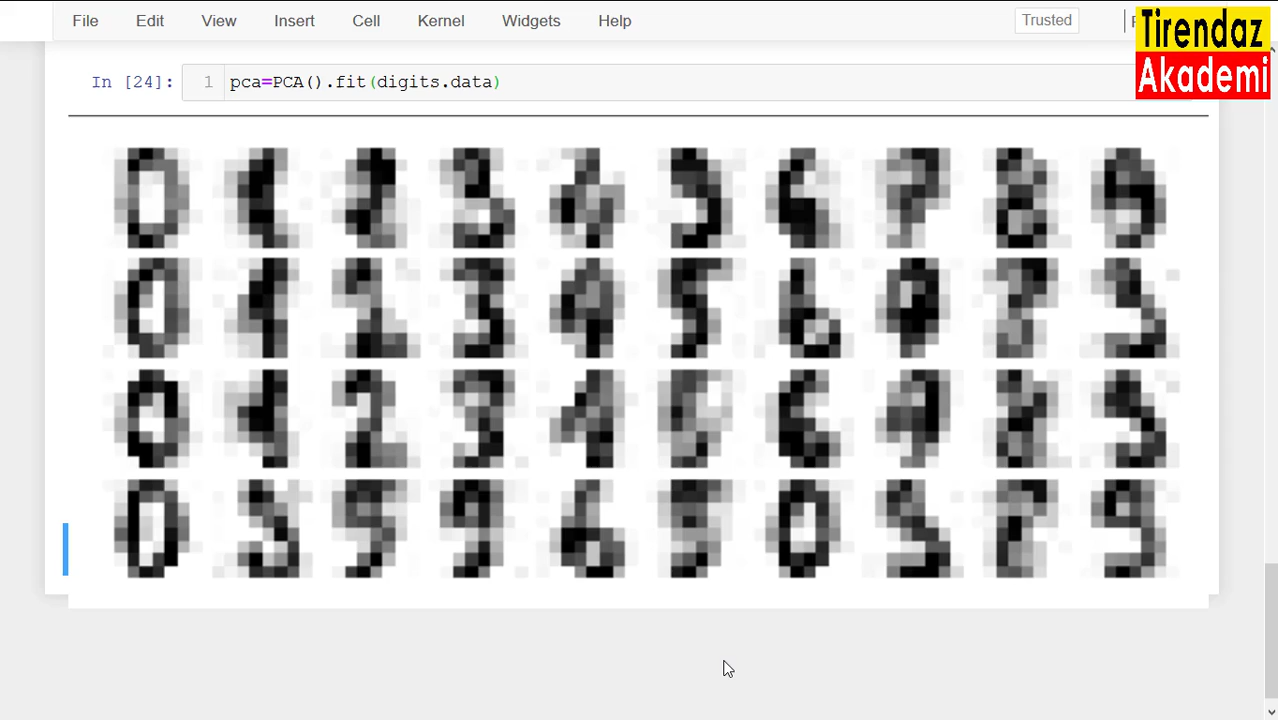 File Edit View Insert Cell Kernel Widgets Help Trusted
Tirendaz
Akademi
In [24]: 1 pca=PCA().fit(digits.data)